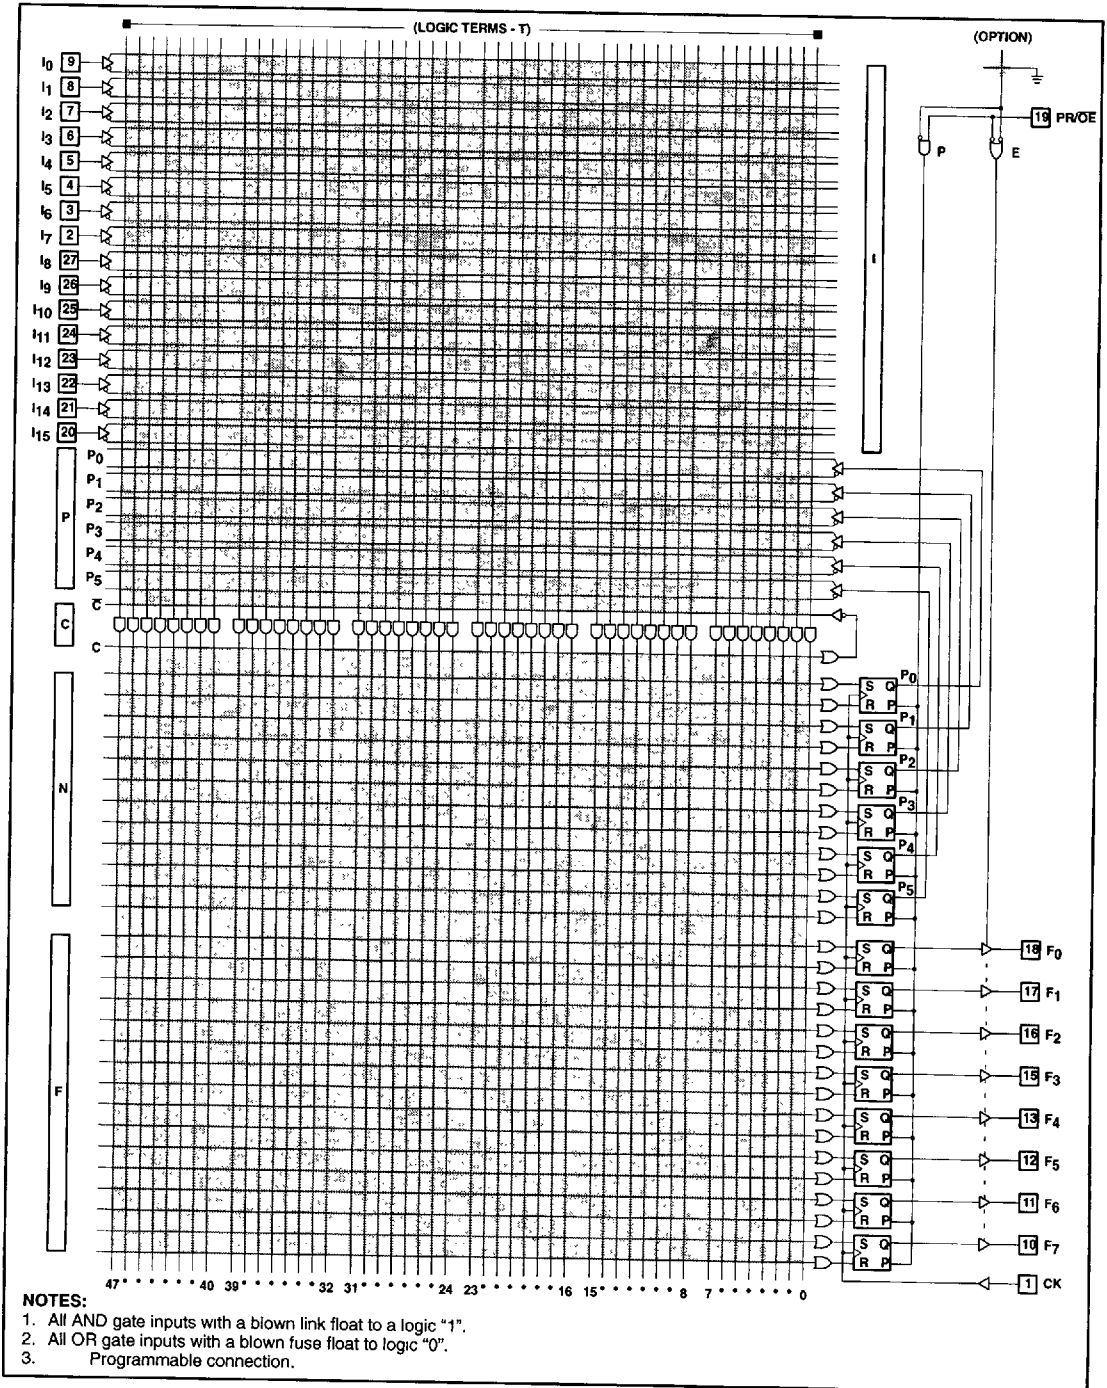 (LOGIC TERMS - T)
(OPTION)
I0 9
I1 8
I2 7
I3 6
I4 5
I5 4
I6 3
I7 2
I8 27
I9 26
I10 25
I11 24
I12 23
I13 22
I14 21
I15 20
I
19 PR/O̅E̅
P
E
P0
P1
P2
P3
P4
P5
P
C̅
C
C
N
F
S Q P0
R P
S Q P1
R P
S Q P2
R P
S Q P3
R P
S Q P4
R P
S Q P5
R P
S Q 18 F0
R P
S Q 17 F1
R P
S Q 16 F2
R P
S Q 15 F3
R P
S Q 13 F4
R P
S Q 12 F5
R P
S Q 11 F6
R P
S Q 10 F7
R P
1 CK
47 40 39 32 31 24 23 16 15 8 7 0
NOTES:
1. All AND gate inputs with a blown link float to a logic "1".
2. All OR gate inputs with a blown fuse float to logic "0".
3. Programmable connection.